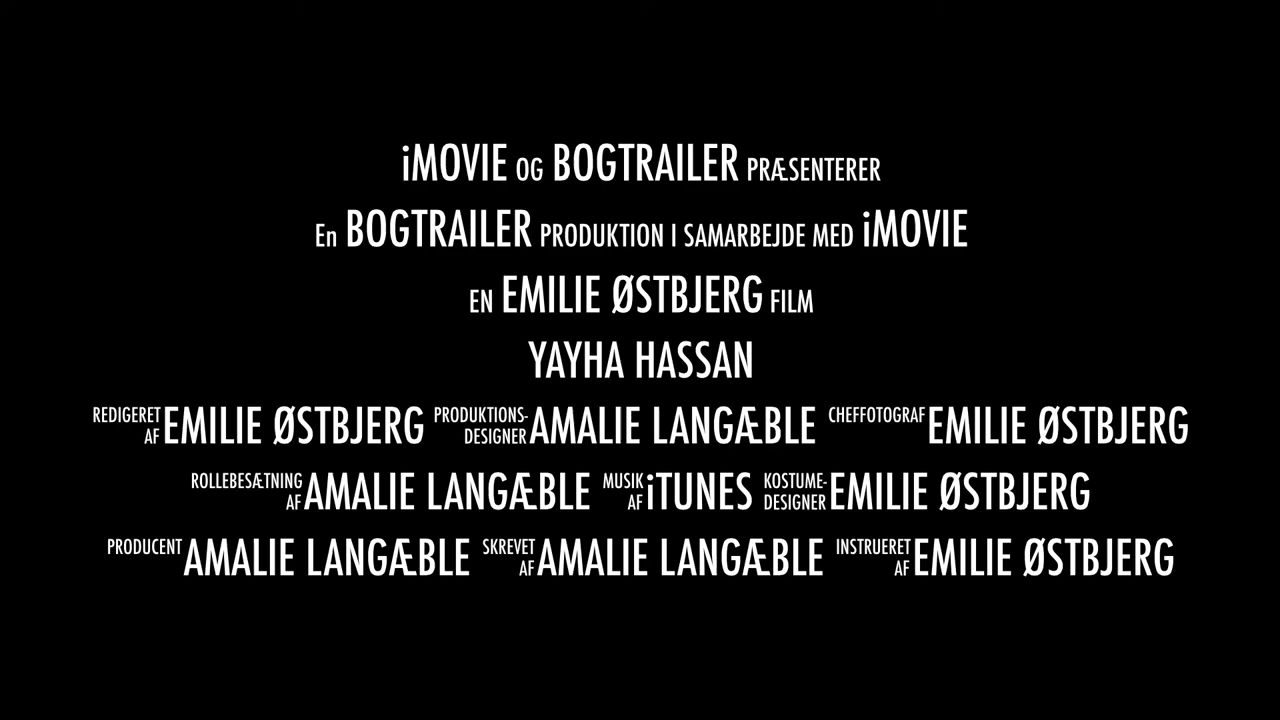 iMOVIE OG BOGTRAILER PRÆSENTERER
En BOGTRAILER PRODUKTION I SAMARBEJDE MED iMOVIE
EN EMILIE ØSTBJERG FILM
YAYHA HASSAN
REDIGERET AF EMILIE ØSTBJERG PRODUKTIONS-DESIGNER AMALIE LANGÆBLE CHEFFOTOGRAF EMILIE ØSTBJERG
ROLLEBESÆTNING AF AMALIE LANGÆBLE MUSIK AF iTUNES KOSTUME-DESIGNER EMILIE ØSTBJERG
PRODUCENT AMALIE LANGÆBLE SKREVET AF AMALIE LANGÆBLE INSTRUERET AF EMILIE ØSTBJERG